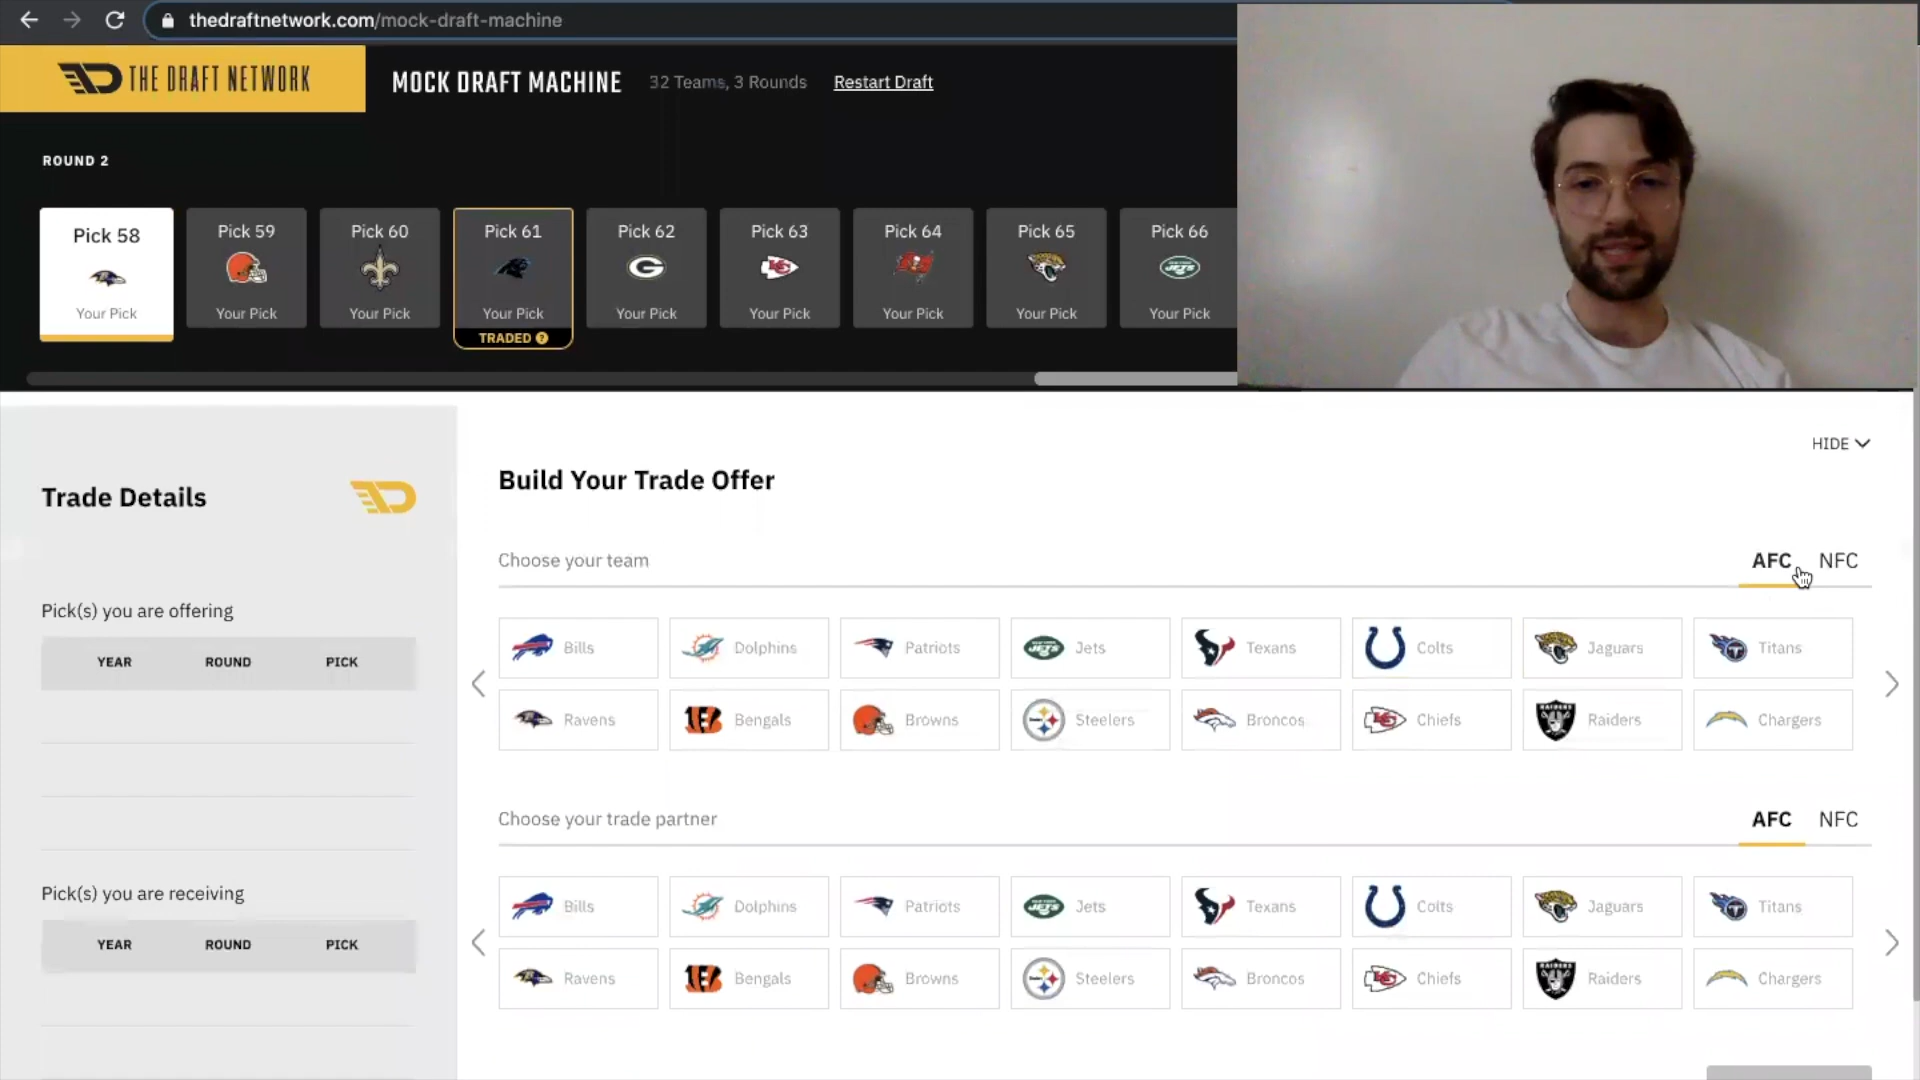 thedraftnetwork.com/mock-draft-machine
THE DRAFT NETWORK
MOCK DRAFT MACHINE
32 Teams, 3 Rounds
Restart Draft
ROUND 2
Pick 58
Your Pick
Pick 59
Your Pick
Pick 60
Your Pick
Pick 61
Your Pick
TRADED ?
Pick 62
Your Pick
Pick 63
Your Pick
Pick 64
Your Pick
Pick 65
Your Pick
Pick 66
JETS
Your Pick
HIDE
Trade Details
Pick(s) you are offering
YEAR ROUND PICK
Pick(s) you are receiving
YEAR ROUND PICK
Build Your Trade Offer
Choose your team
AFC NFC
Bills Dolphins Patriots Jets Texans Colts Jaguars Titans
Ravens Bengals Browns Steelers Broncos Chiefs Raiders Chargers
Choose your trade partner
AFC NFC
Bills Dolphins Patriots Jets Texans Colts Jaguars Titans
Ravens Bengals Browns Steelers Broncos Chiefs Raiders Chargers